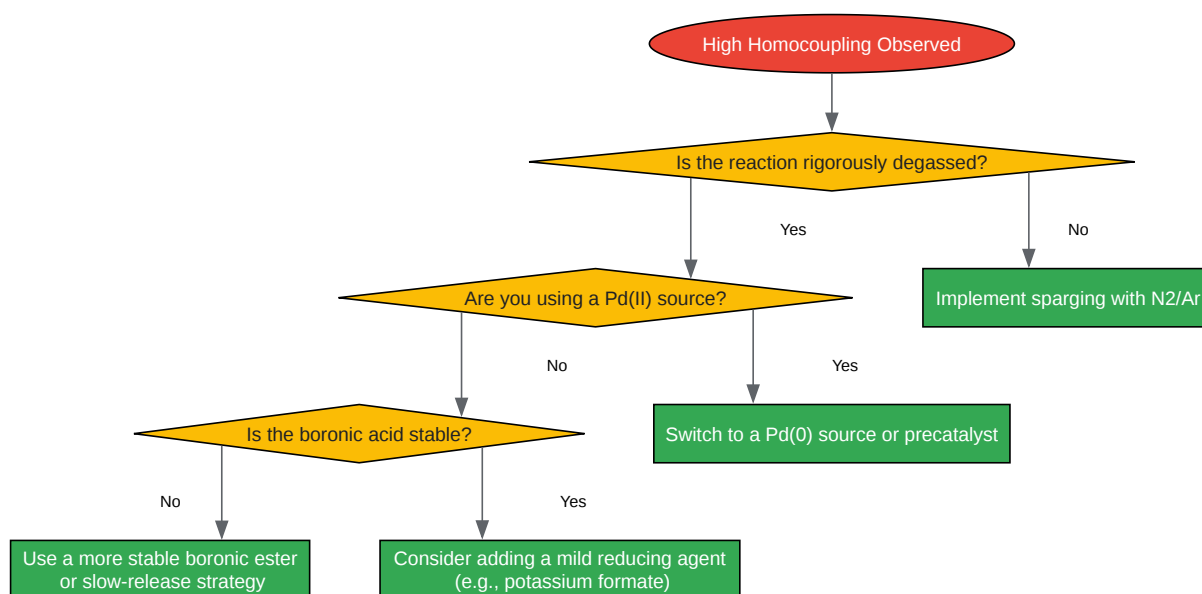 High Homocoupling Observed
Is the reaction rigorously degassed?
Yes
No
Are you using a Pd(II) source?
Implement sparging with N2/Ar
No
Yes
Is the boronic acid stable?
Switch to a Pd(0) source or precatalyst
No
Yes
Use a more stable boronic ester
or slow-release strategy
Consider adding a mild reducing agent
(e.g., potassium formate)